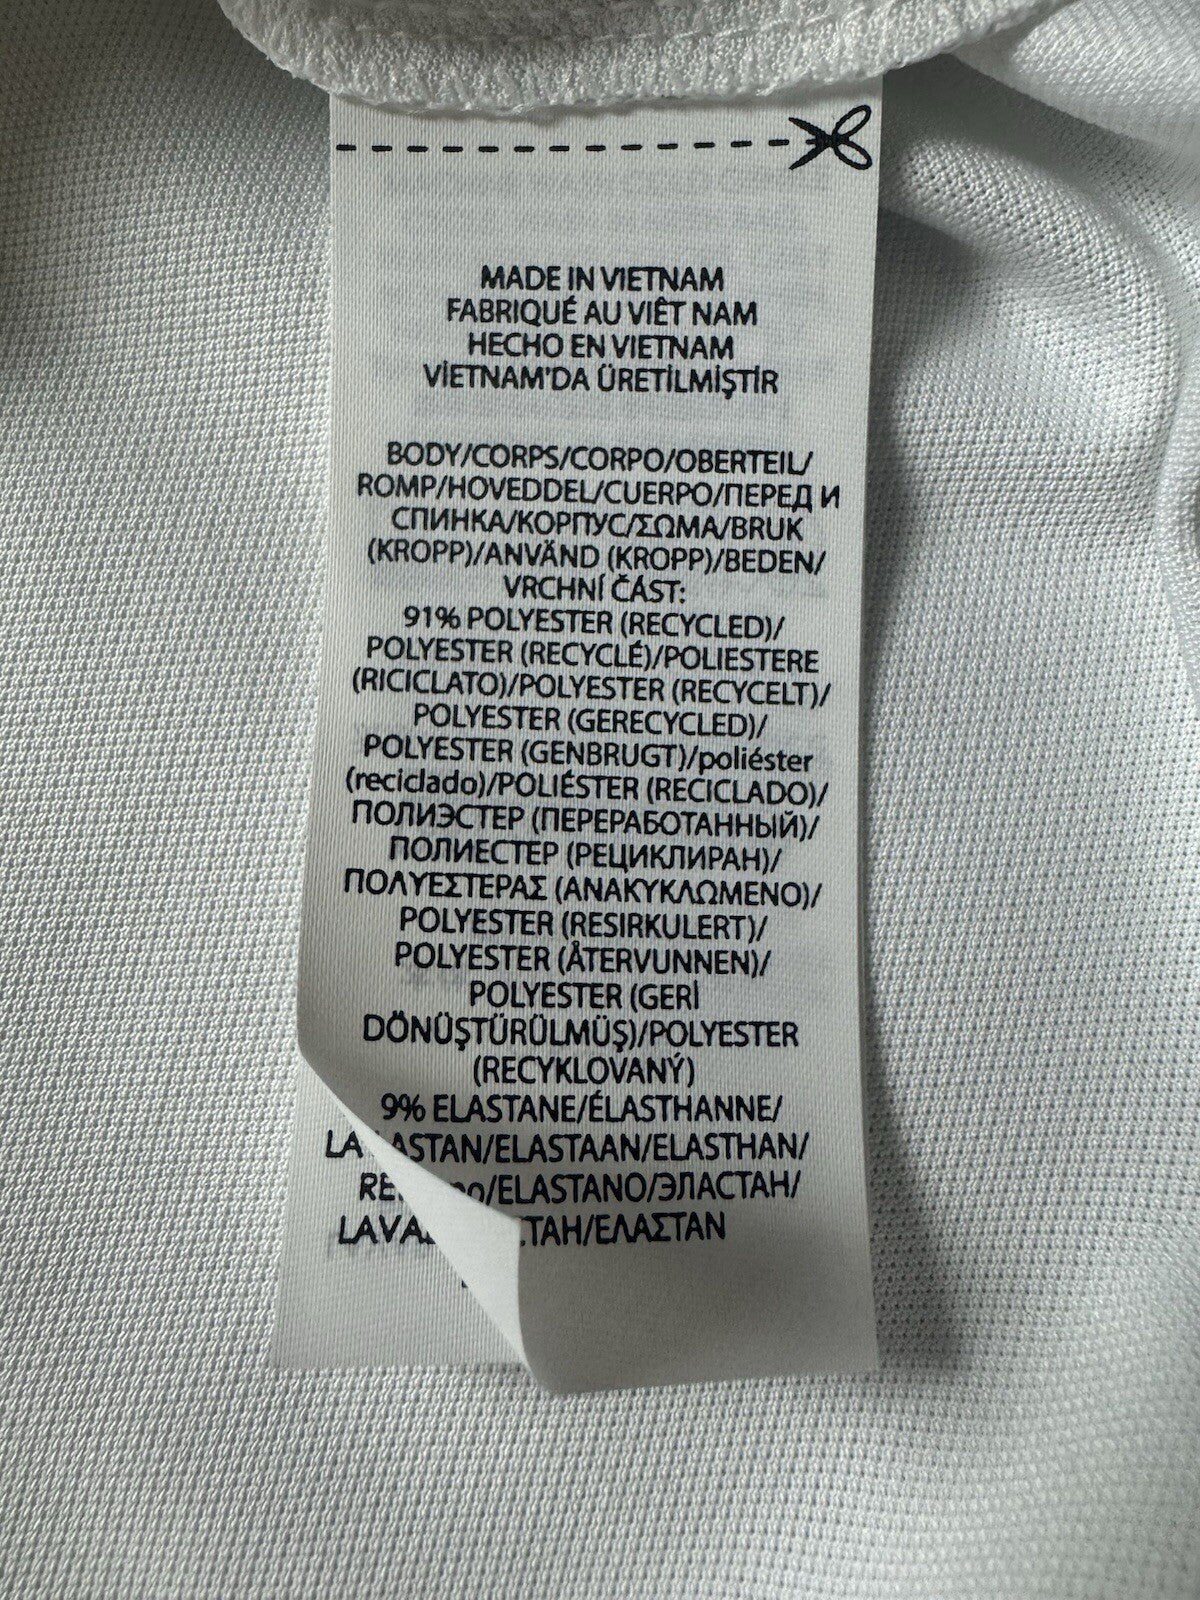 MADE IN VIETNAM
FABRIQUÉ AU VIÊT NAM
HECHO EN VIETNAM
VİETNAM'DA ÜRETİLMİŞTİR
BODY/CORPS/CORPO/OBERTEIL/
ROMP/HOVEDDEL/CUERPO/ПЕРЕД И
СПИНКА/КОРПУС/ΣΩΜΑ/BRUK
(KROPP)/ANVÄND (KROPP)/BEDEN/
VRCHNÍ ČÁST:
91% POLYESTER (RECYCLED)/
POLYESTER (RECYCLÉ)/POLIESTERE
(RICICLATO)/POLYESTER (RECYCELT)/
POLYESTER (GERECYCLED)/
POLYESTER (GENBRUGT)/poliéster
(reciclado)/POLIÉSTER (RECICLADO)/
ПОЛИЭСТЕР (ПЕРЕРАБОТАННЫЙ)/
ПОЛИЕСТЕР (РЕЦИКЛИРАН)/
ΠΟΛΥΕΣΤΕΡΑΣ (ΑΝΑΚΥΚΛΩΜΕΝΟ)/
POLYESTER (RESIRKULERT)/
POLYESTER (ÅTERVUNNEN)/
POLYESTER (GERİ
DÖNÜŞTÜRÜLMÜŞ)/POLYESTER
(RECYKLOVANÝ)
9% ELASTANE/ÉLASTHANNE/
ASTAN/ELASTAAN/ELASTHAN/
/ELASTANO/ЭЛАСТАН/
ТАН/ΕΛΑΣΤΑΝ